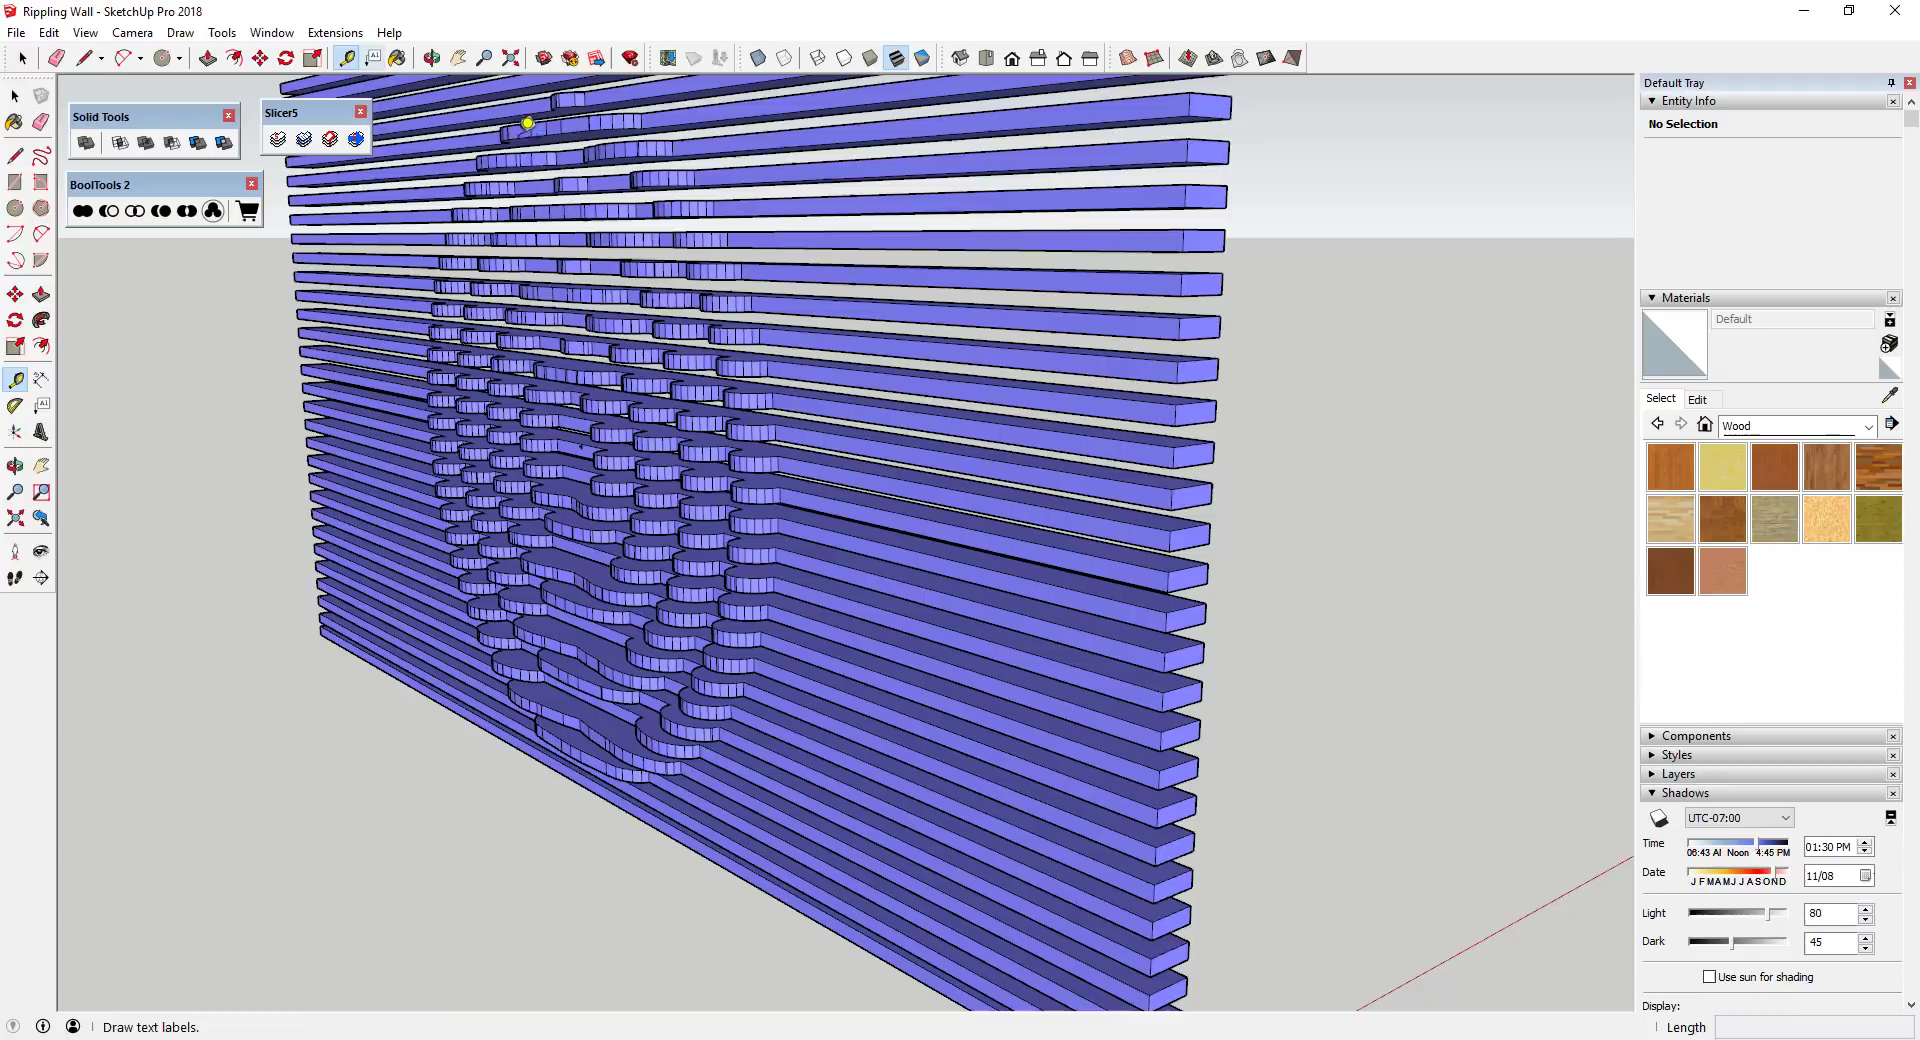 Rippling Wall - SketchUp Pro 2018
File Edit View Camera Draw Tools Window Extensions Help
Default Tray
Entity Info
No Selection
Solid Tools
Slicer5
BoolTools 2
Materials
Default
Select Edit
Wood
Components
Styles
Layers
Shadows
UTC-07:00
Time 01:30 PM
06:43 AI Noon 4:45 PM
Date 11/08
J F M A M J J A S O N D
Light 80
Dark 45
Use sun for shading
Display:
Draw text labels.
Length